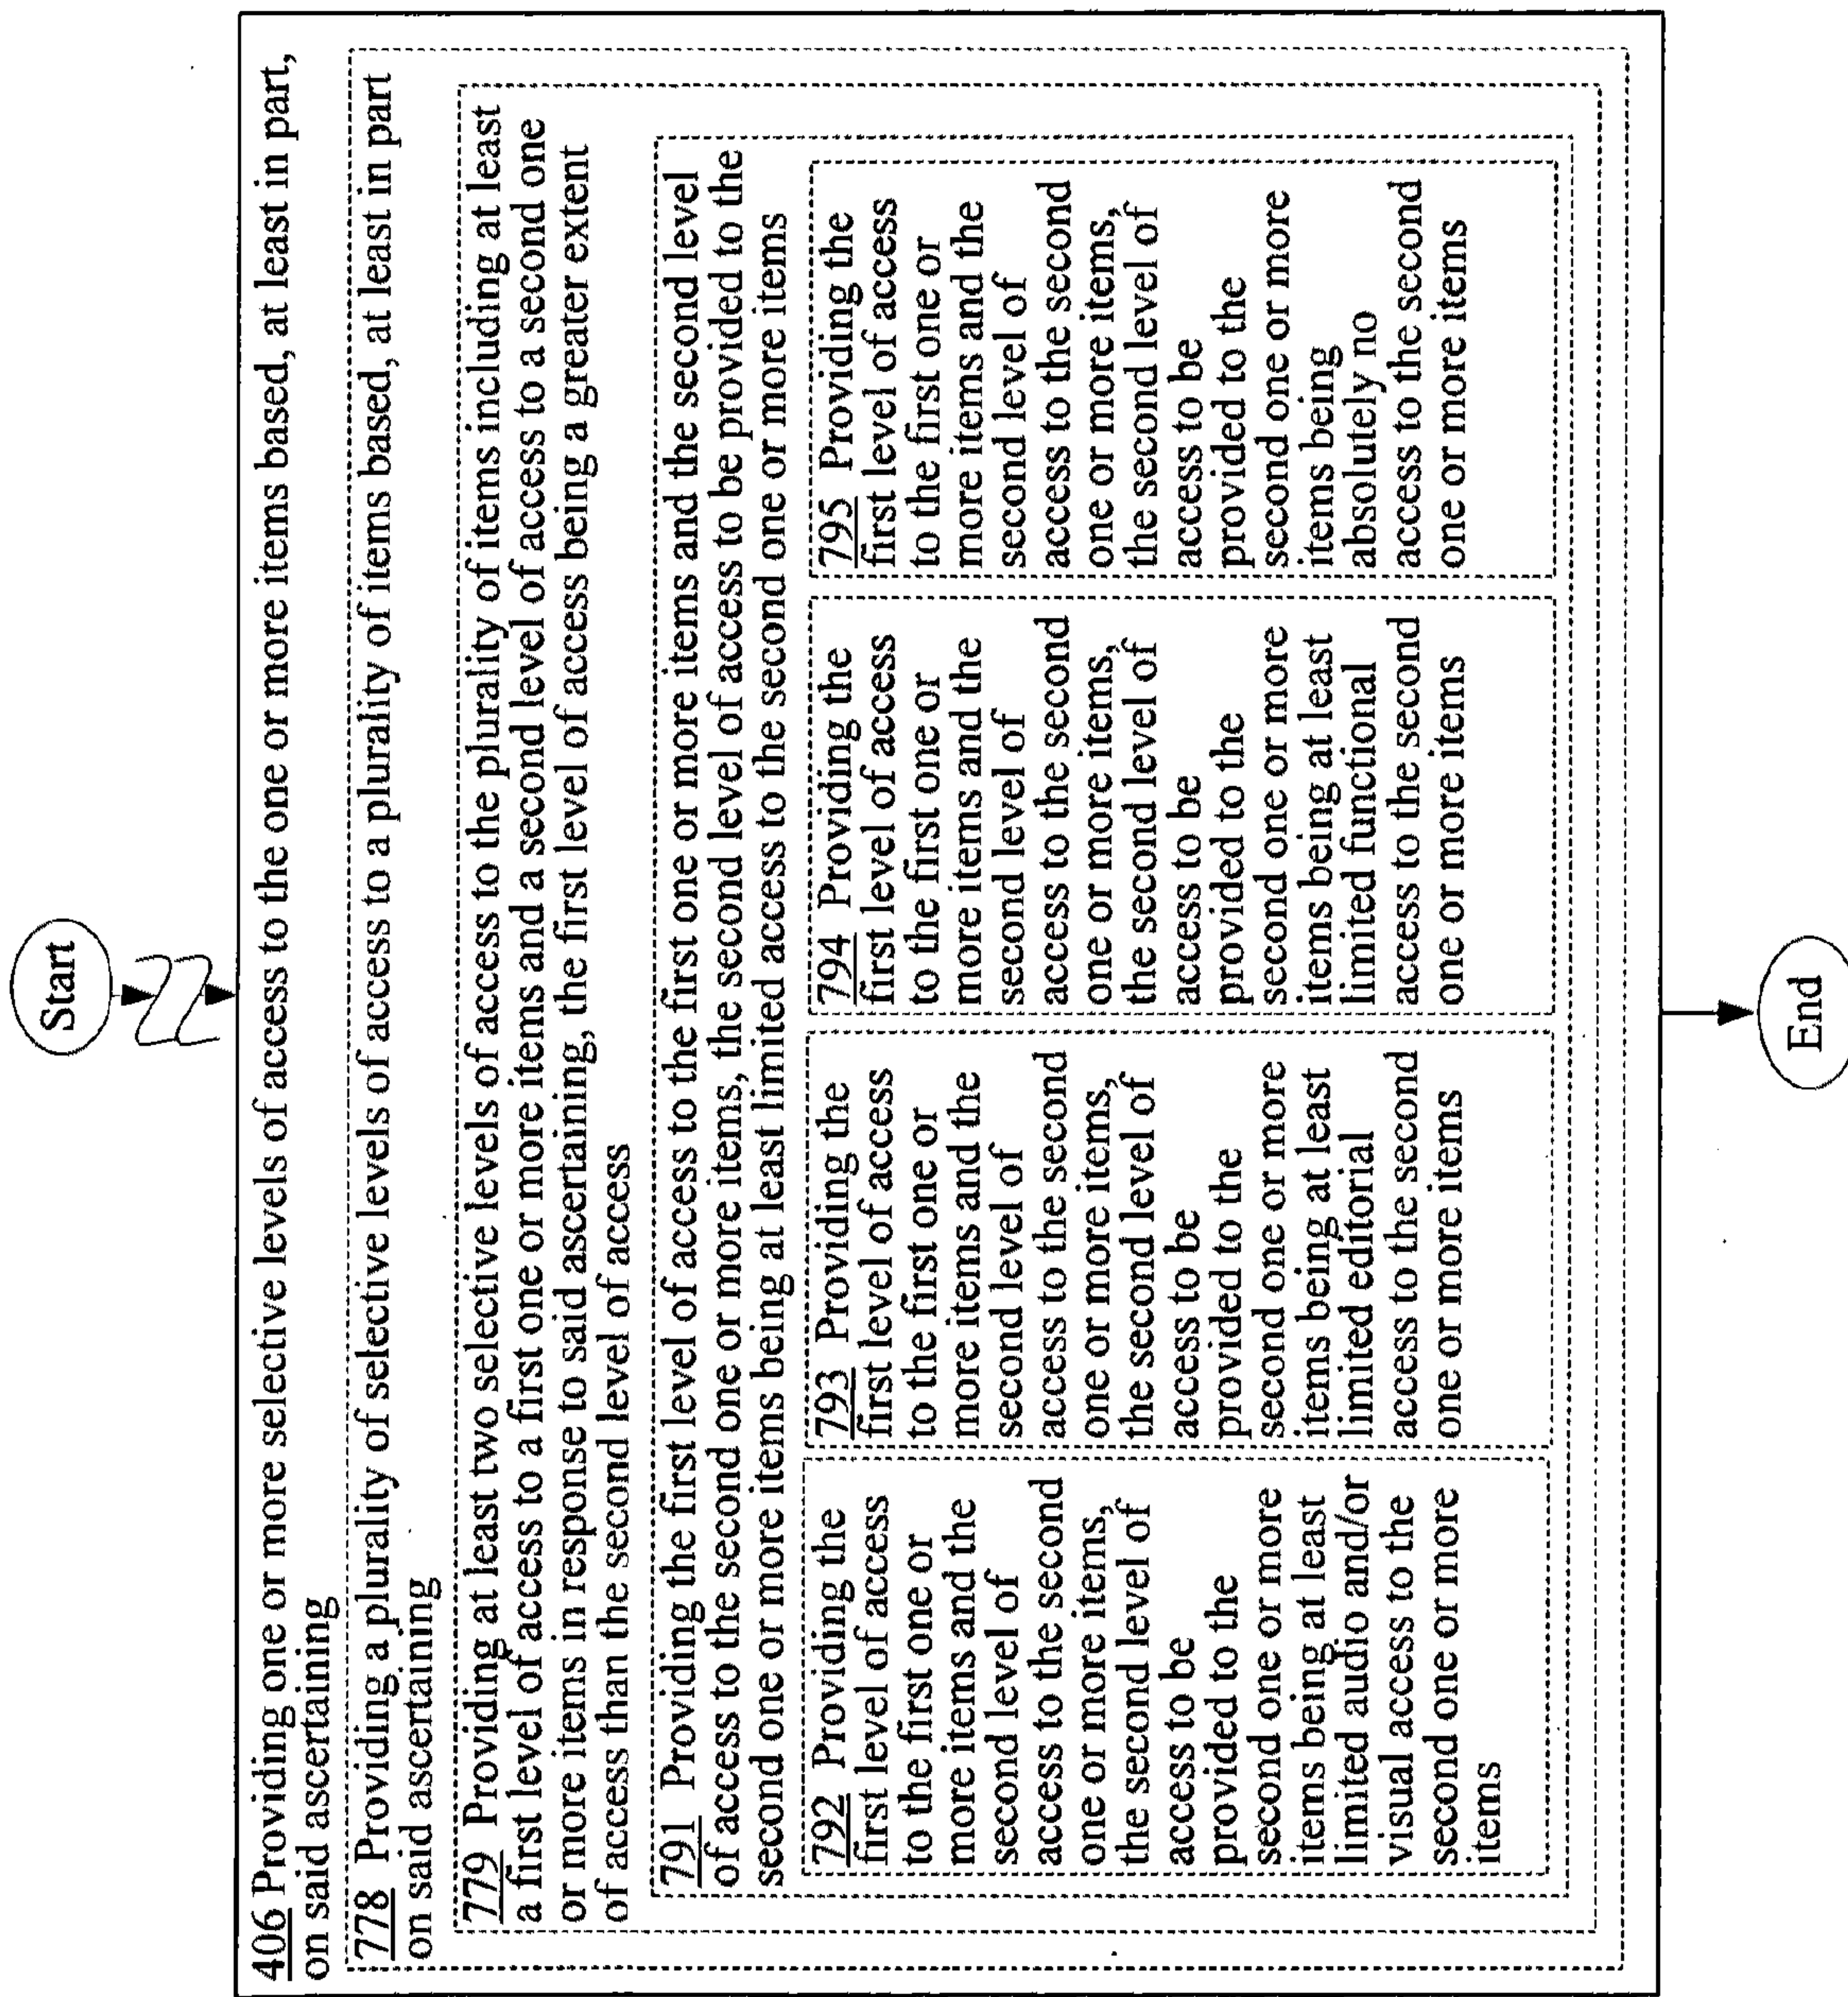 Start
406 Providing one or more selective levels of access to the one or more items based, at least in part,
on said ascertaining
778 Providing a plurality of selective levels of access to a plurality of items based, at least in part
on said ascertaining
779 Providing at least two selective levels of access to the plurality of items including at least
a first level of access to a first one or more items and a second level of access to a second one
or more items in response to said ascertaining, the first level of access being a greater extent
of access than the second level of access
791 Providing the first level of access to the first one or more items and the second level
of access to the second one or more items, the second level of access to be provided to the
second one or more items being at least limited access to the second one or more items
792 Providing the
first level of access
to the first one or
more items and the
second level of
access to the second
one or more items,
the second level of
access to be
provided to the
second one or more
items being at least
limited audio and/or
visual access to the
second one or more
items
793 Providing the
first level of access
to the first one or
more items and the
second level of
access to the second
one or more items,
the second level of
access to be
provided to the
second one or more
items being at least
limited editorial
access to the second
one or more items
794 Providing the
first level of access
to the first one or
more items and the
second level of
access to the second
one or more items,
the second level of
access to be
provided to the
second one or more
items being at least
limited functional
access to the second
one or more items
795 Providing the
first level of access
to the first one or
more items and the
second level of
access to the second
one or more items,
the second level of
access to be
provided to the
second one or more
items being
absolutely no
access to the second
one or more items
End